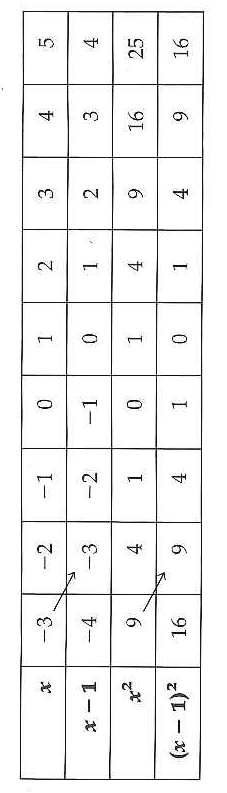 x −3 −2 −1 0 1 2 3 4 5
x − 1 −4 −3 −2 −1 0 1 2 3 4
x² 9 4 1 0 1 4 9 16 25
(x − 1)² 16 9 4 1 0 1 4 9 16